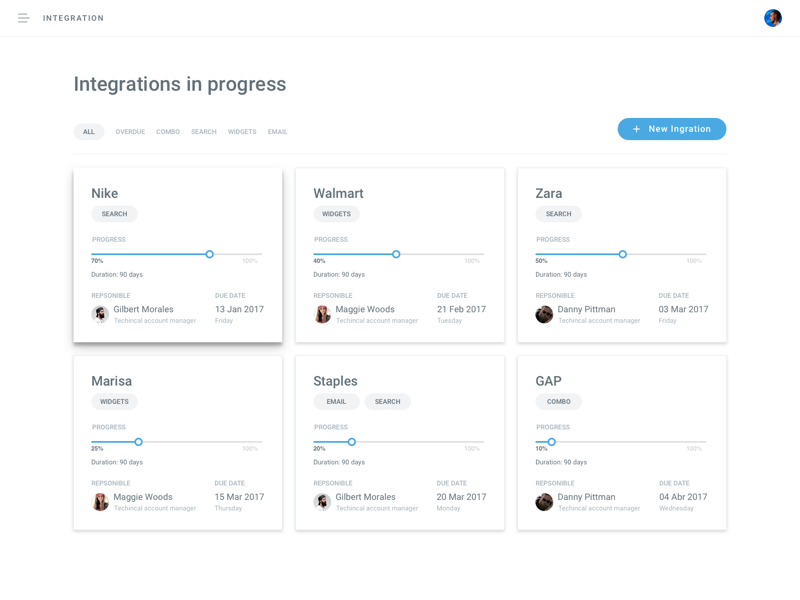 INTEGRATION
Integrations in progress
ALL OVERDUE COMBO SEARCH WIDGETS EMAIL
+ New Ingration
Nike
SEARCH
PROGRESS
70% 100%
Duration: 90 days
REPSONIBLE DUE DATE
Gilbert Morales 13 Jan 2017
Techincal account manager Friday
Walmart
WIDGETS
PROGRESS
40% 100%
Duration: 90 days
REPSONIBLE DUE DATE
Maggie Woods 21 Feb 2017
Techincal account manager Tuesday
Zara
SEARCH
PROGRESS
50% 100%
Duration: 90 days
REPSONIBLE DUE DATE
Danny Pittman 03 Mar 2017
Techincal account manager Friday
Marisa
WIDGETS
PROGRESS
25% 100%
Duration: 90 days
REPSONIBLE DUE DATE
Maggie Woods 15 Mar 2017
Techincal account manager Thursday
Staples
EMAIL SEARCH
PROGRESS
20% 100%
Duration: 90 days
REPSONIBLE DUE DATE
Gilbert Morales 20 Mar 2017
Techincal account manager Monday
GAP
COMBO
PROGRESS
10% 100%
Duration: 90 days
REPSONIBLE DUE DATE
Danny Pittman 04 Abr 2017
Techincal account manager Wednesday